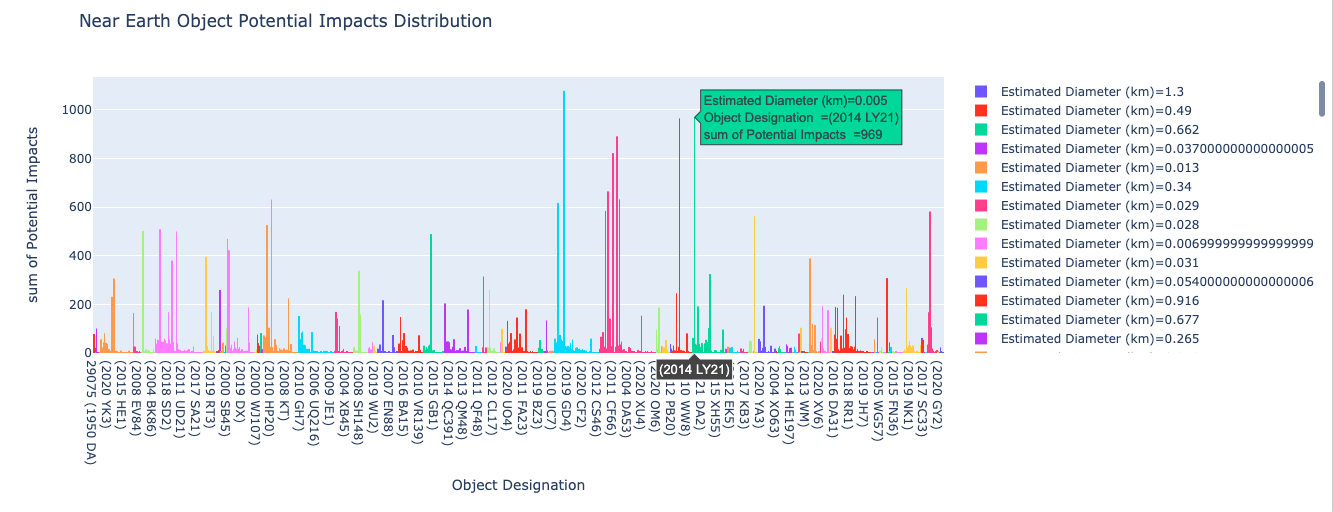 Near Earth Object Potential Impacts Distribution
sum of Potential Impacts
1000
800
600
400
200
0
Estimated Diameter (km)=0.005
Object Designation  =(2014 LY21)
sum of Potential Impacts  =969
Estimated Diameter (km)=1.3
Estimated Diameter (km)=0.49
Estimated Diameter (km)=0.662
Estimated Diameter (km)=0.037000000000000005
Estimated Diameter (km)=0.013
Estimated Diameter (km)=0.34
Estimated Diameter (km)=0.029
Estimated Diameter (km)=0.028
Estimated Diameter (km)=0.006999999999999999
Estimated Diameter (km)=0.031
Estimated Diameter (km)=0.054000000000000006
Estimated Diameter (km)=0.916
Estimated Diameter (km)=0.677
Estimated Diameter (km)=0.265
29075 (1950 DA)
(2020 YK3)
(2015 HE1)
(2008 EV84)
(2004 BK86)
(2018 SD2)
(2011 UD21)
(2017 SA21)
(2019 RT3)
(2000 SB45)
(2019 DX)
(2000 WJ107)
(2010 HP20)
(2008 KT)
(2010 GH7)
(2006 UQ216)
(2009 JE1)
(2004 XB45)
(2008 SH148)
(2019 WU2)
(2007 EN88)
(2016 BA15)
(2010 VR139)
(2015 GB1)
(2014 QC391)
(2013 QM48)
(2011 QF48)
(2012 CL17)
(2020 UO4)
(2011 FA23)
(2019 BZ3)
(2010 UC7)
(2019 GD4)
(2020 CF2)
(2012 CS46)
(2011 CF66)
(2004 DA53)
(2020 XU4)
(2020 OM6)
12 PB20)
10 WW8)
(2014 LY21)
21 DA2)
15 XH55)
12 EK5)
(2017 KB3)
(2020 YA3)
(2004 XO63)
(2014 HE197)
(2013 WM)
(2020 XV6)
(2016 DA31)
(2018 RR1)
(2019 JH7)
(2005 WG57)
(2015 FN36)
(2019 NK1)
(2017 SC33)
(2020 GY2)
Object Designation